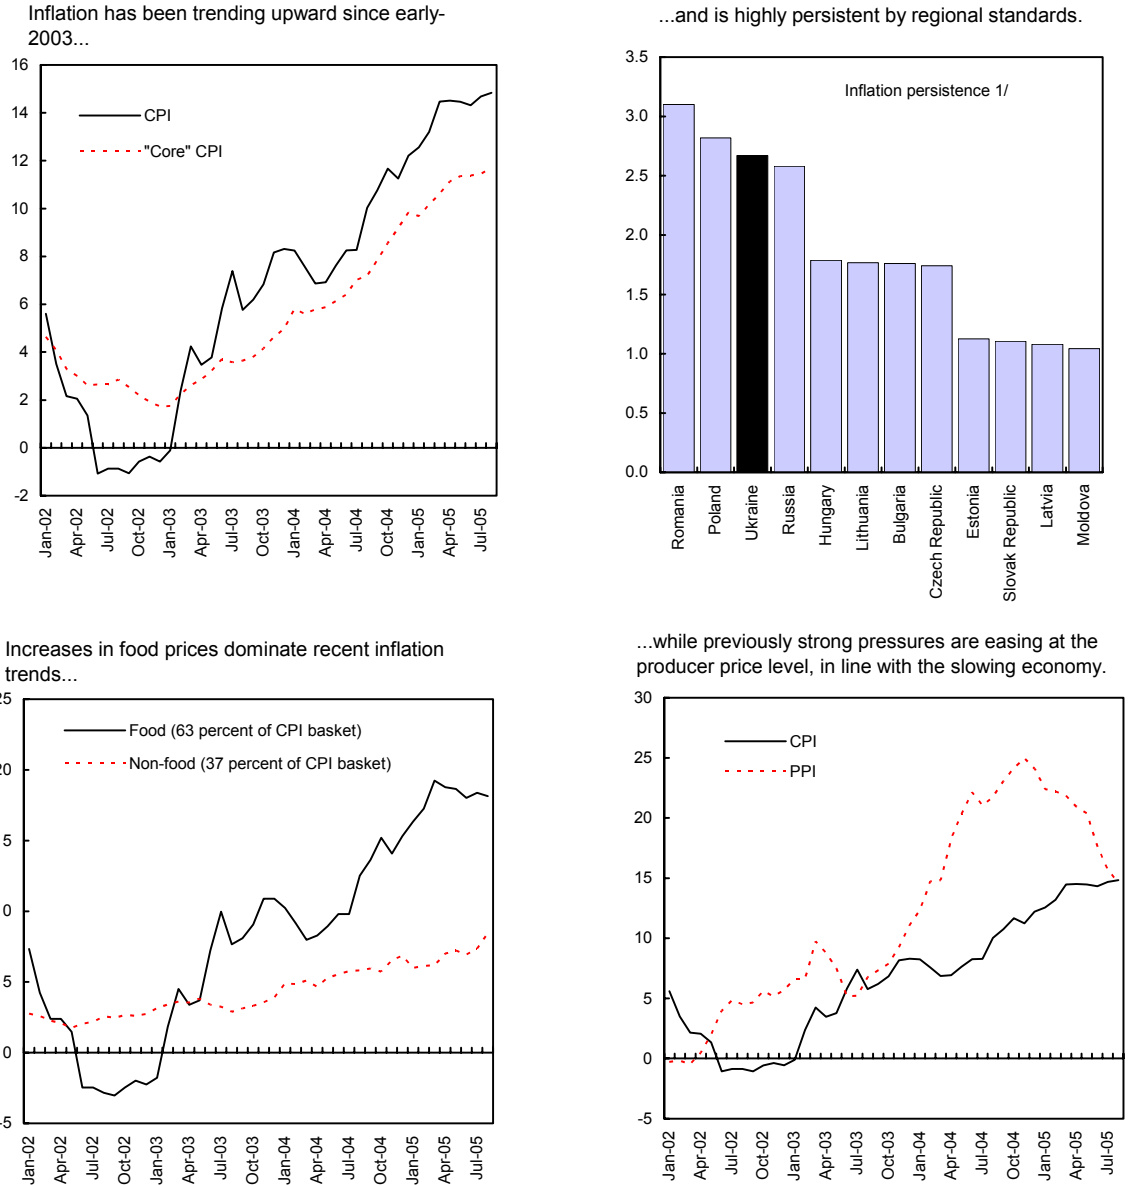 Inflation has been trending upward since early-
2003...
16
14
12
10
8
6
4
2
0
-2
CPI
"Core" CPI
Jan-02
Apr-02
Jul-02
Oct-02
Jan-03
Apr-03
Jul-03
Oct-03
Jan-04
Apr-04
Jul-04
Oct-04
Jan-05
Apr-05
Jul-05
...and is highly persistent by regional standards.
3.5
3.0
2.5
2.0
1.5
1.0
0.5
0.0
Inflation persistence 1/
Romania
Poland
Ukraine
Russia
Hungary
Lithuania
Bulgaria
Czech Republic
Estonia
Slovak Republic
Latvia
Moldova
Increases in food prices dominate recent inflation
trends...
25
20
5
0
5
0
-5
Food (63 percent of CPI basket)
Non-food (37 percent of CPI basket)
Jan-02
Apr-02
Jul-02
Oct-02
Jan-03
Apr-03
Jul-03
Oct-03
Jan-04
Apr-04
Jul-04
Oct-04
Jan-05
Apr-05
Jul-05
...while previously strong pressures are easing at the
producer price level, in line with the slowing economy.
30
25
20
15
10
5
0
-5
CPI
PPI
Jan-02
Apr-02
Jul-02
Oct-02
Jan-03
Apr-03
Jul-03
Oct-03
Jan-04
Apr-04
Jul-04
Oct-04
Jan-05
Apr-05
Jul-05